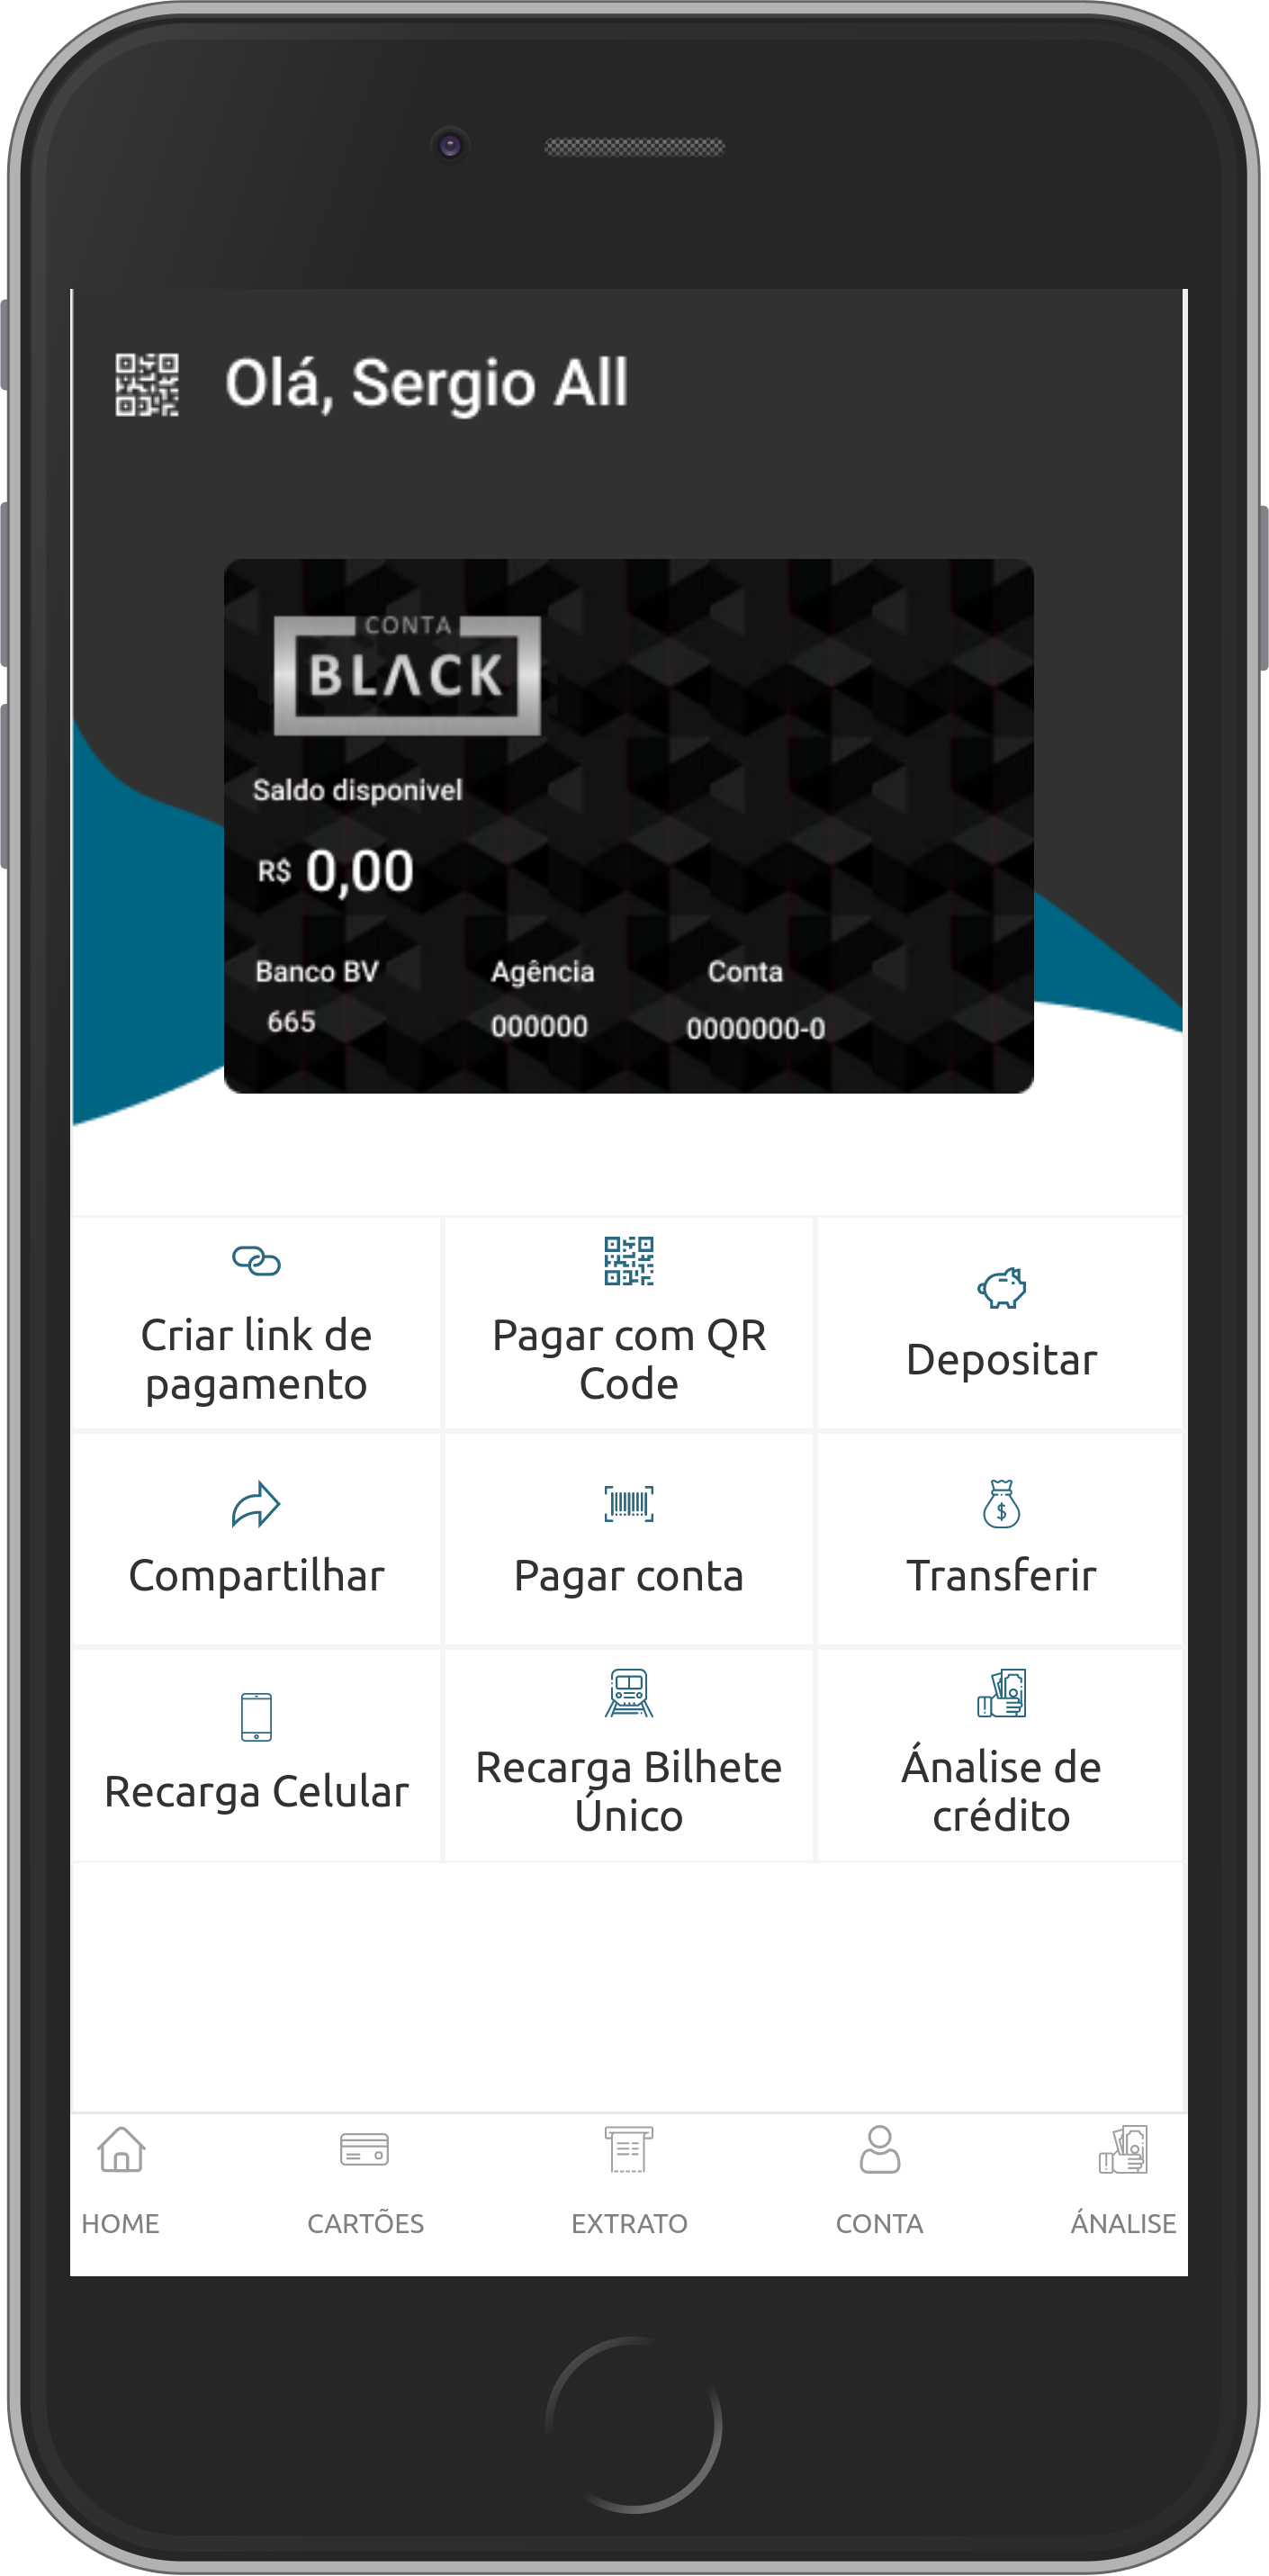 Olá, Sergio All
CONTA
BLACK
Saldo disponivel
R$ 0,00
Banco BV Agência Conta
665 000000 0000000-0
Criar link de
pagamento
Pagar com QR
Code
Depositar
Compartilhar
Pagar conta
Transferir
Recarga Celular
Recarga Bilhete
Único
Ánalise de
crédito
HOME CARTÕES EXTRATO CONTA ÁNALISE